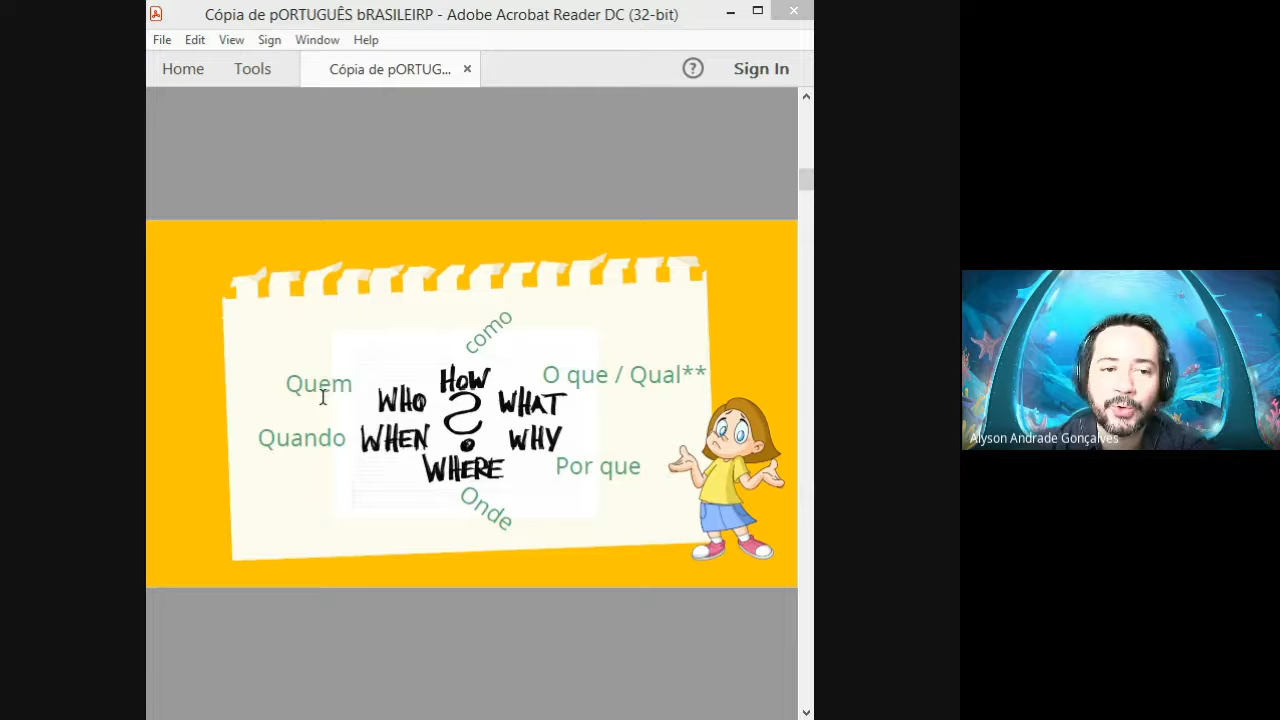 Cópia de pORTUGUÊS bRASILEIRP - Adobe Acrobat Reader DC (32-bit)
File Edit View Sign Window Help
Home Tools Cópia de pORTUG... × ? Sign In
como
Quem WHO HOW WHAT O que / Qual**
?
Quando WHEN WHY
WHERE Por que
Onde
Alyson Andrade Gonçalves